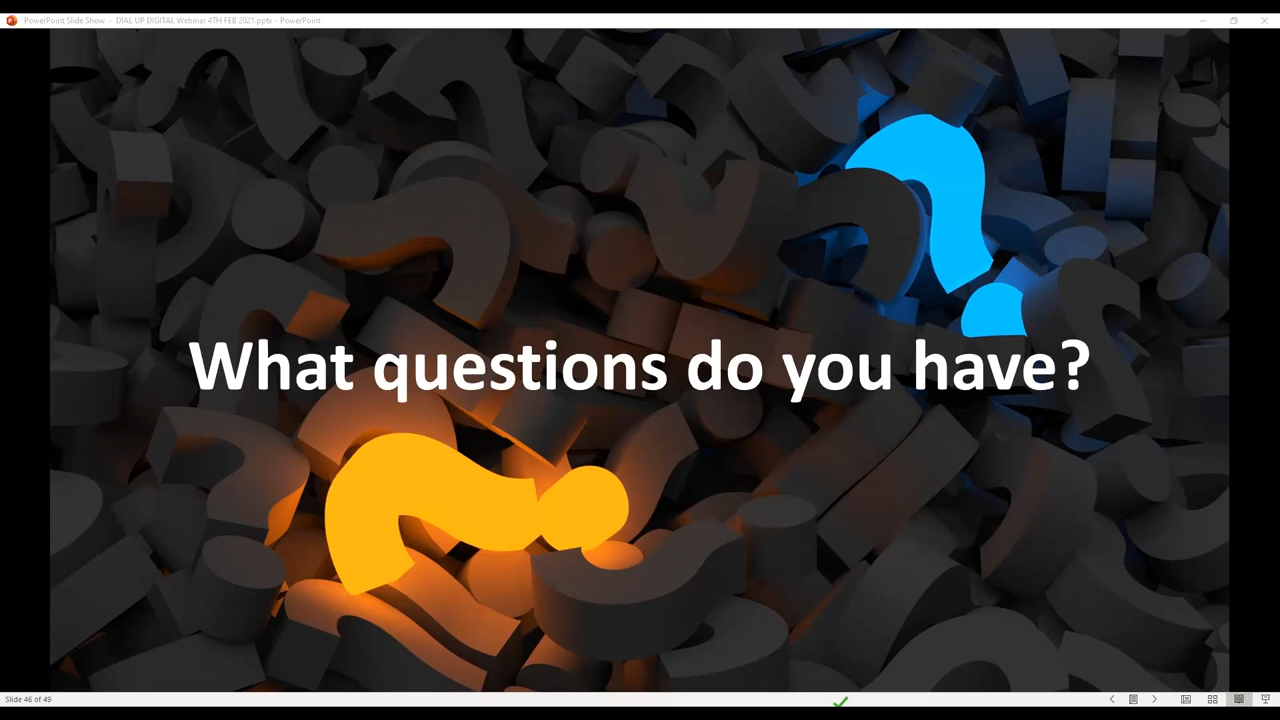 PowerPoint Slide Show - DIAL UP DIGITAL Webinar 4TH FEB 2021.pptx - PowerPoint
What questions do you have?
Slide 46 of 49